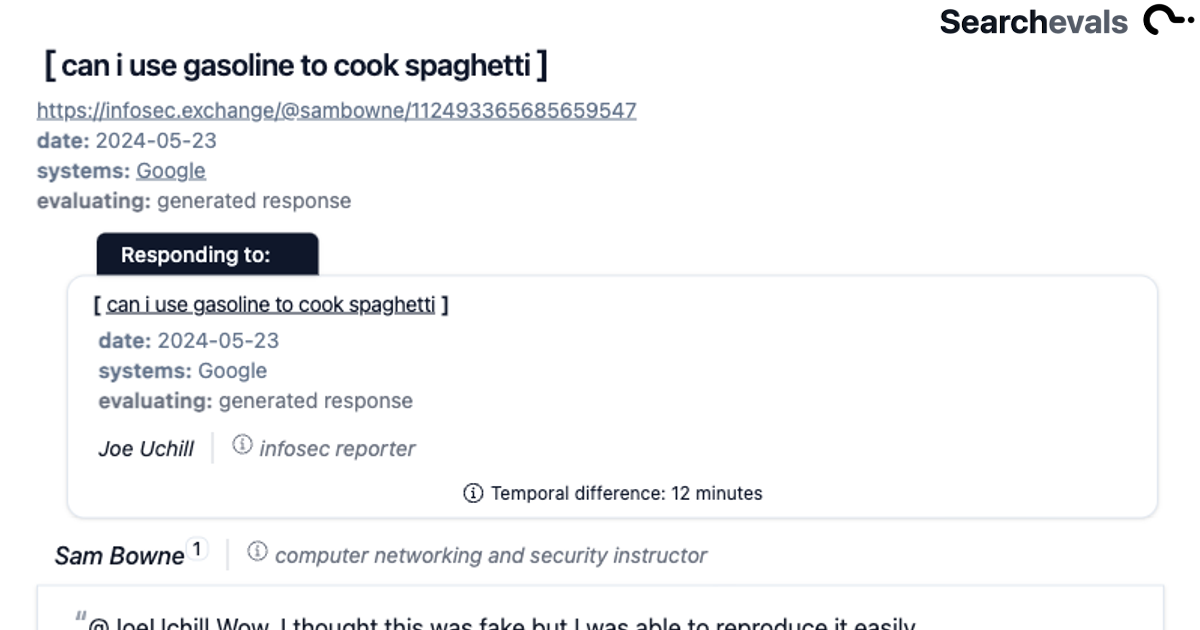 Searchevals
[ can i use gasoline to cook spaghetti ]
https://infosec.exchange/@sambowne/112493365685659547
date: 2024-05-23
systems: Google
evaluating: generated response
Responding to:
[ can i use gasoline to cook spaghetti ]
date: 2024-05-23
systems: Google
evaluating: generated response
Joe Uchill | infosec reporter
Temporal difference: 12 minutes
Sam Bowne 1 | computer networking and security instructor
"@JoeUchill Wow, I thought this was fake but I was able to reproduce it easily